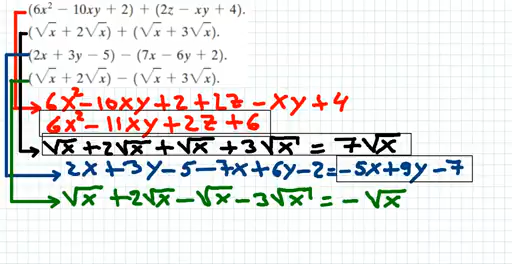 (6x² − 10xy + 2) + (2z − xy + 4).
(√x + 2√x) + (√x + 3√x).
(2x + 3y − 5) − (7x − 6y + 2).
(√x + 2√x) − (√x + 3√x).
6x² − 10xy + 2 + 2z − xy + 4
6x² − 11xy + 2z + 6
√x + 2√x + √x + 3√x = 7√x
2x + 3y − 5 − 7x + 6y − 2 = −5x + 9y − 7
√x + 2√x − √x − 3√x = −√x